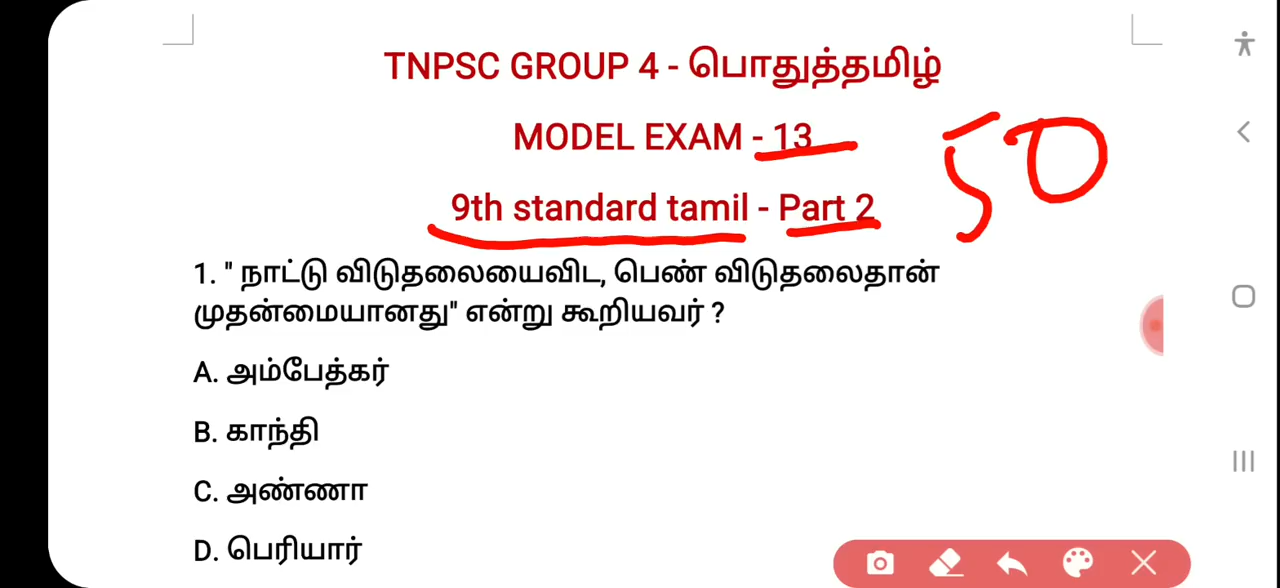 TNPSC GROUP 4 - பொதுத்தமிழ்
MODEL EXAM - 13
50
9th standard tamil - Part 2
1. " நாட்டு விடுதலையைவிட, பெண் விடுதலைதான்
முதன்மையானது" என்று கூறியவர் ?
A. அம்பேத்கர்
B. காந்தி
C. அண்ணா
D. பெரியார்